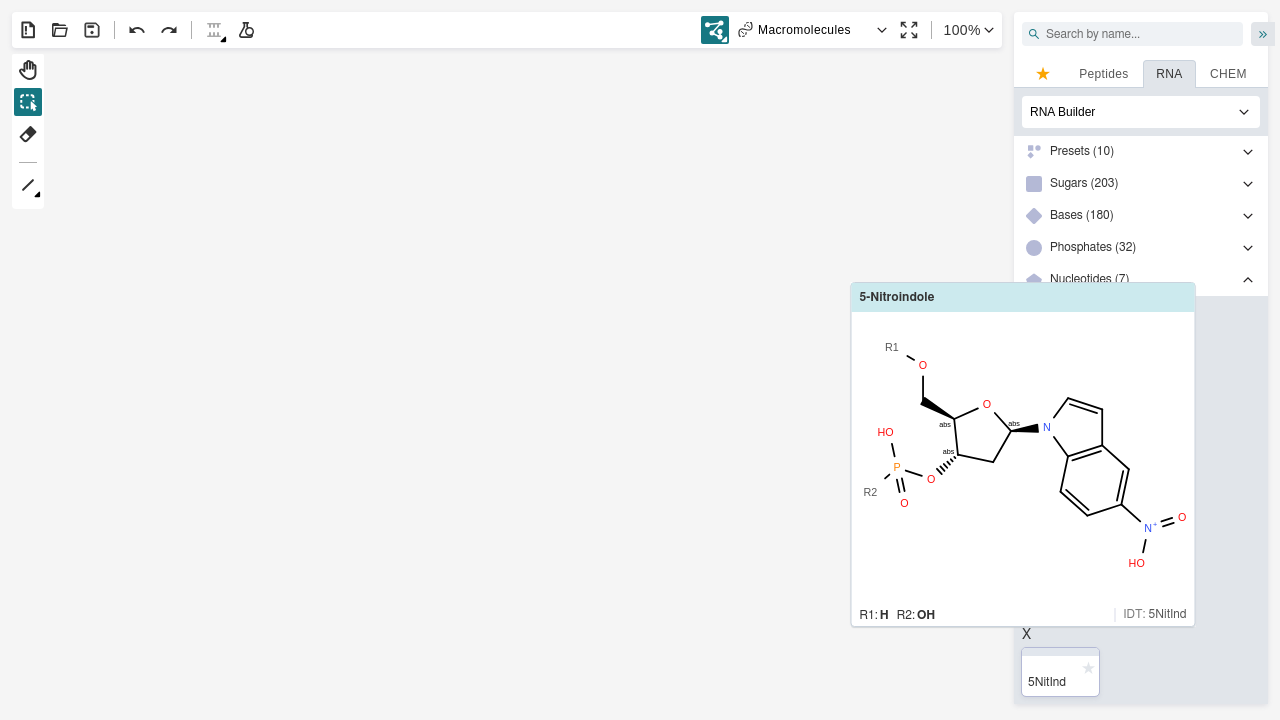 Macromolecules
100%
Search by name...
Peptides
RNA
CHEM
RNA Builder
Presets (10)
Sugars (203)
Bases (180)
Phosphates (32)
Nucleotides (7)
5-Nitroindole
R1
O
O
abs
abs
N
HO
abs
P
O
R2
O
N+
O
HO
R1: H R2: OH
IDT: 5NitInd
X
5NitInd